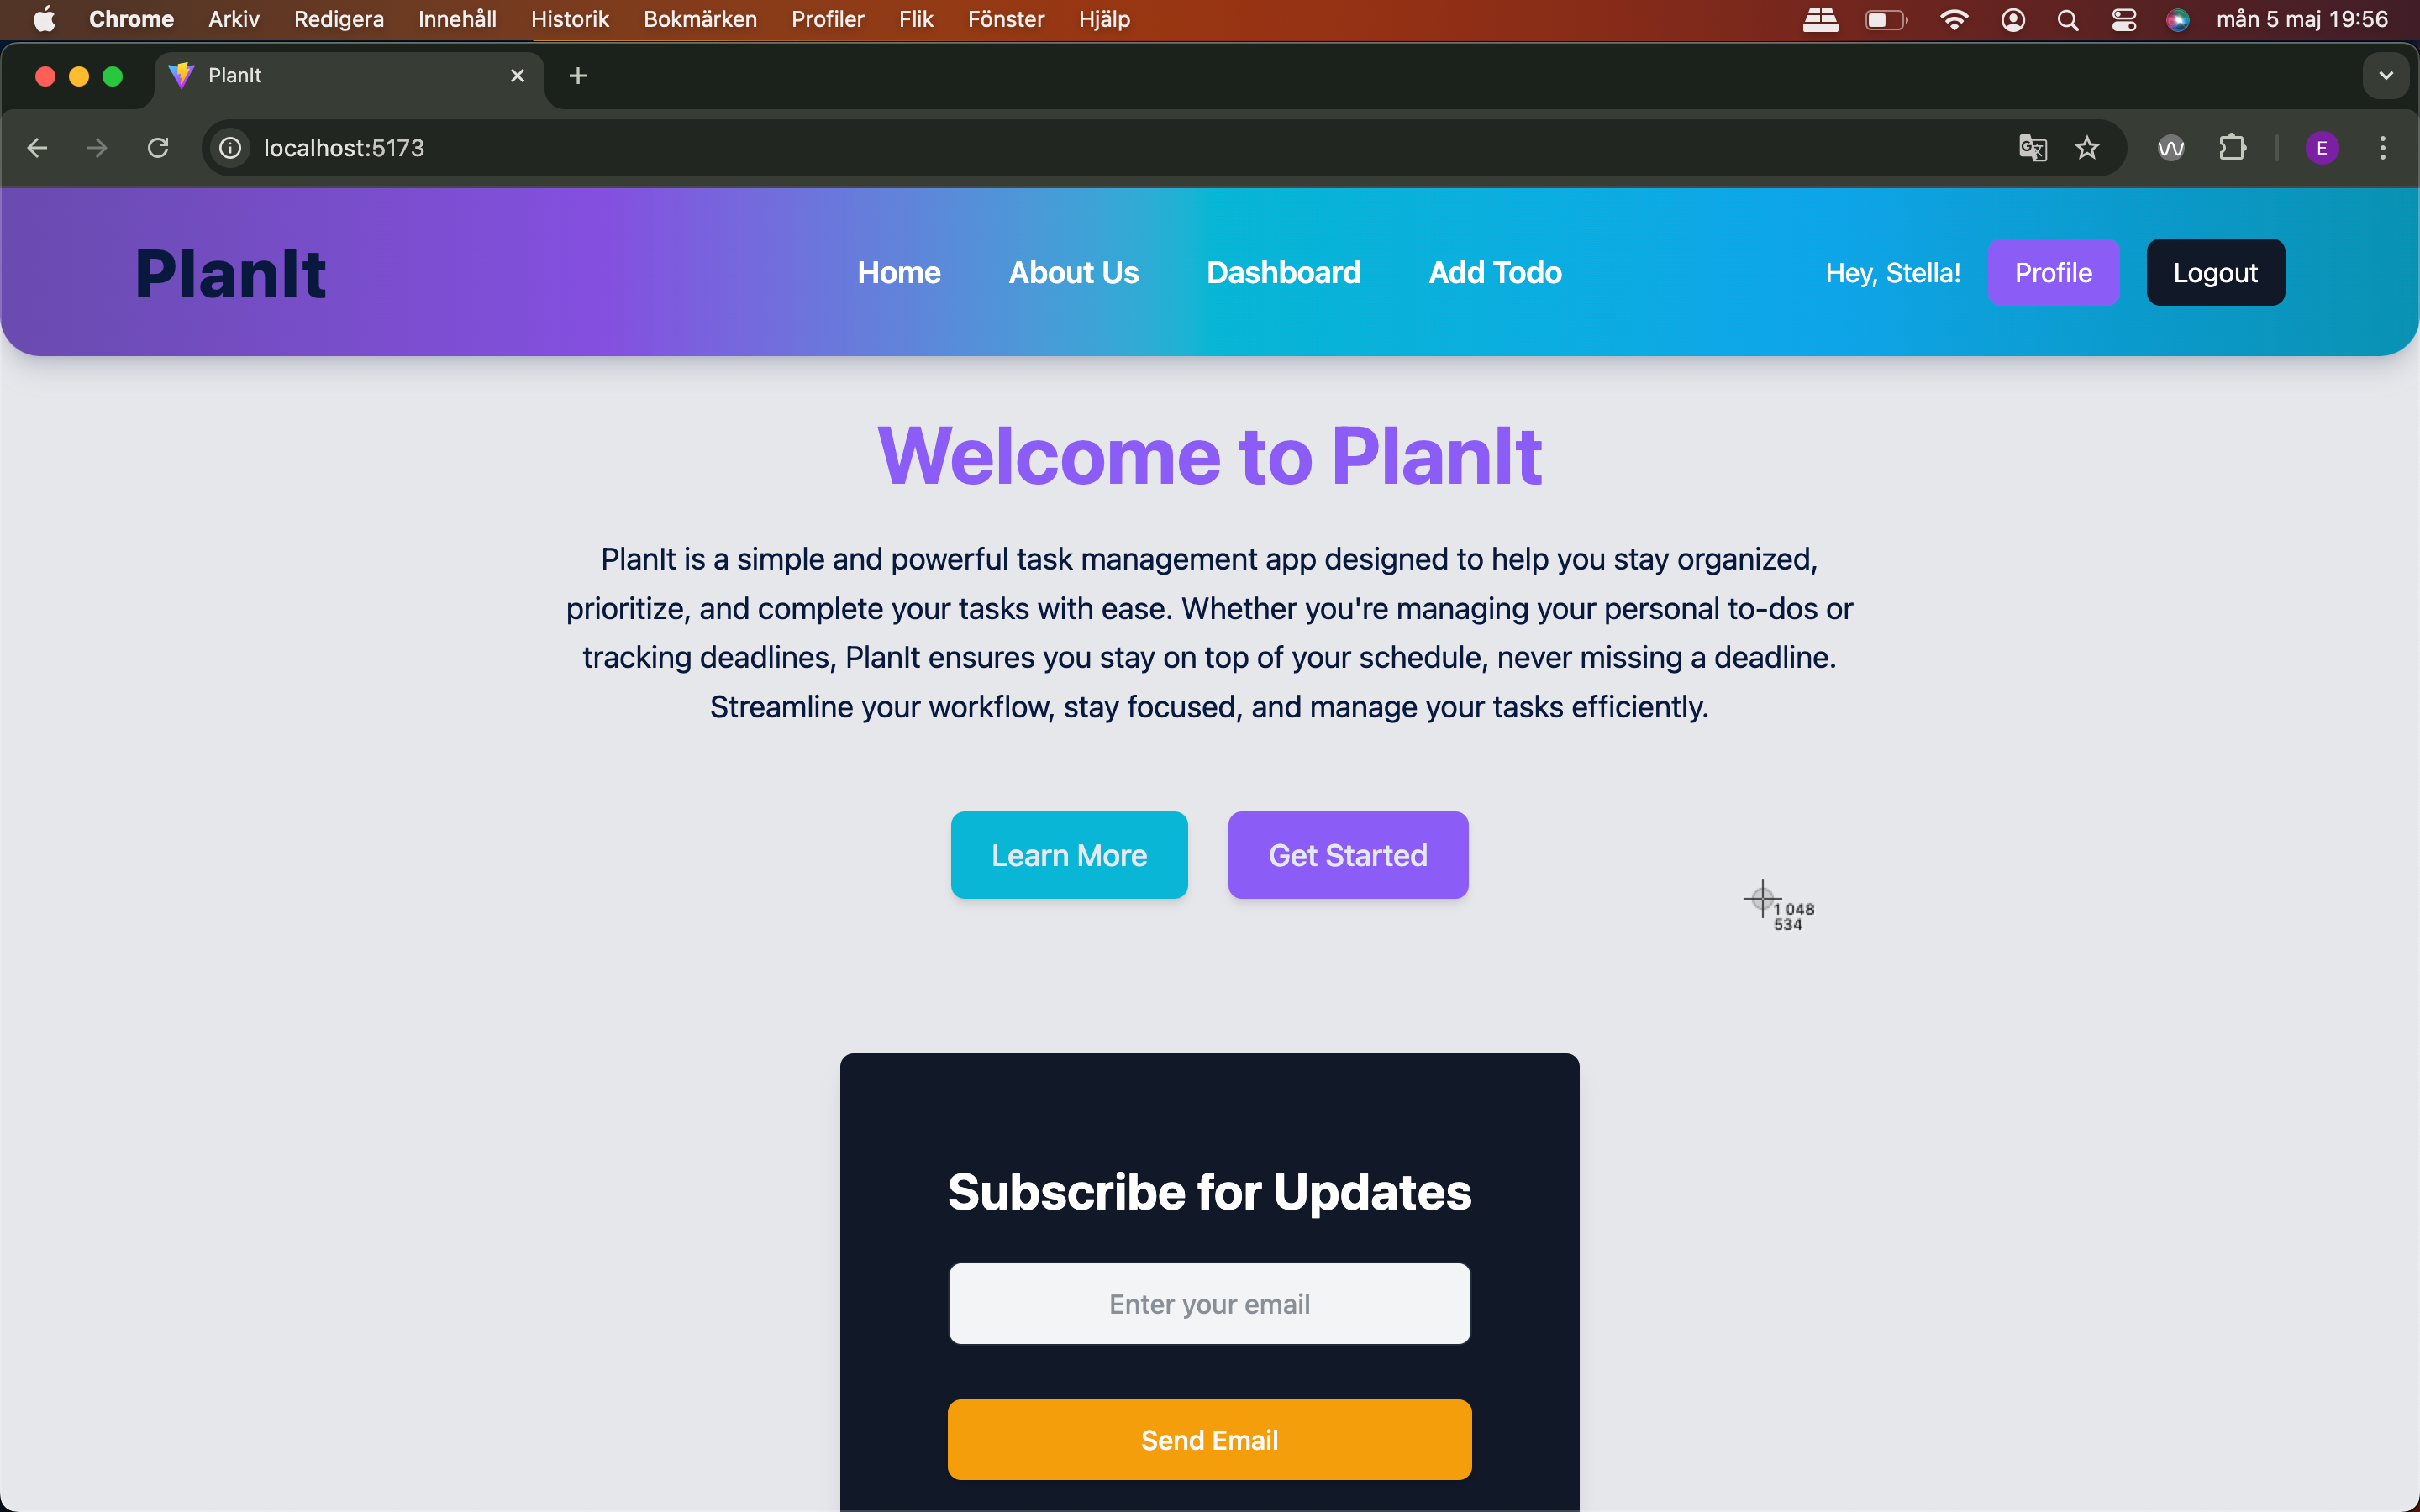 Chrome Arkiv Redigera Innehåll Historik Bokmärken Profiler Flik Fönster Hjälp mån 5 maj 19:56
PlanIt
localhost:5173 E
PlanIt Home About Us Dashboard Add Todo Hey, Stella! Profile Logout
Welcome to PlanIt
PlanIt is a simple and powerful task management app designed to help you stay organized,
prioritize, and complete your tasks with ease. Whether you're managing your personal to-dos or
tracking deadlines, PlanIt ensures you stay on top of your schedule, never missing a deadline.
Streamline your workflow, stay focused, and manage your tasks efficiently.
Learn More Get Started
1 048
534
Subscribe for Updates
Enter your email
Send Email